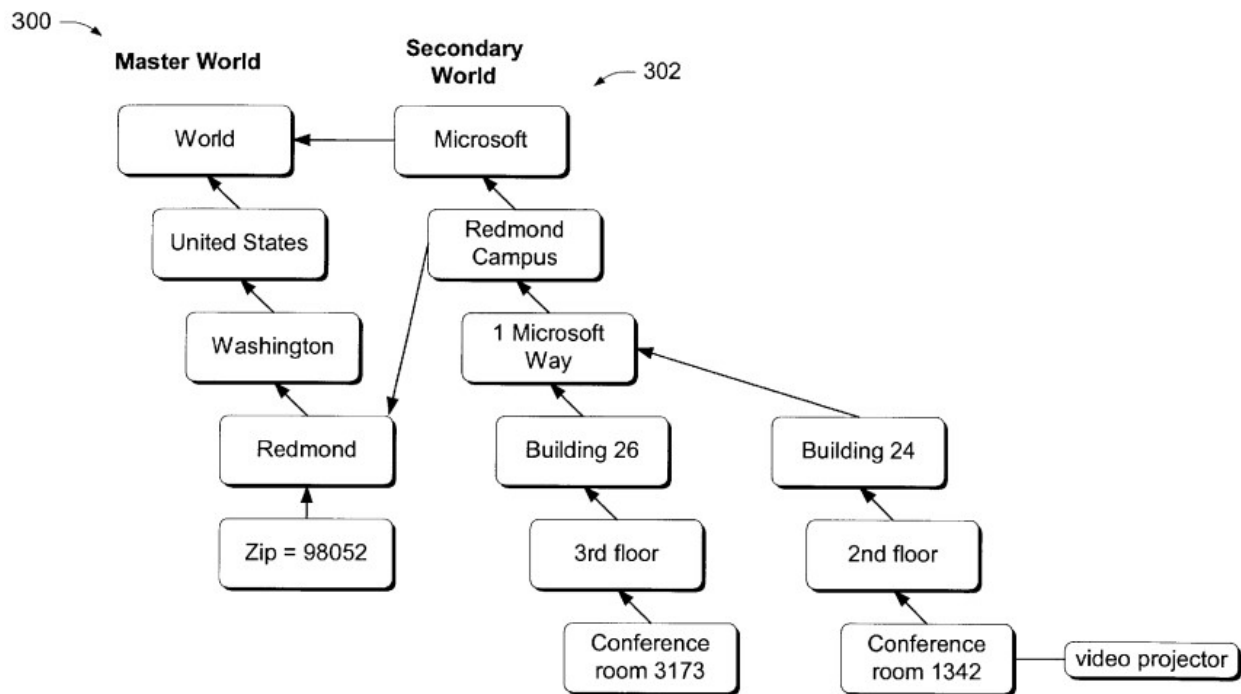 300
Master World
Secondary
World
302
World
Microsoft
United States
Redmond
Campus
Washington
1 Microsoft
Way
Redmond
Building 26
Building 24
Zip = 98052
3rd floor
2nd floor
Conference
room 3173
Conference
room 1342
video projector